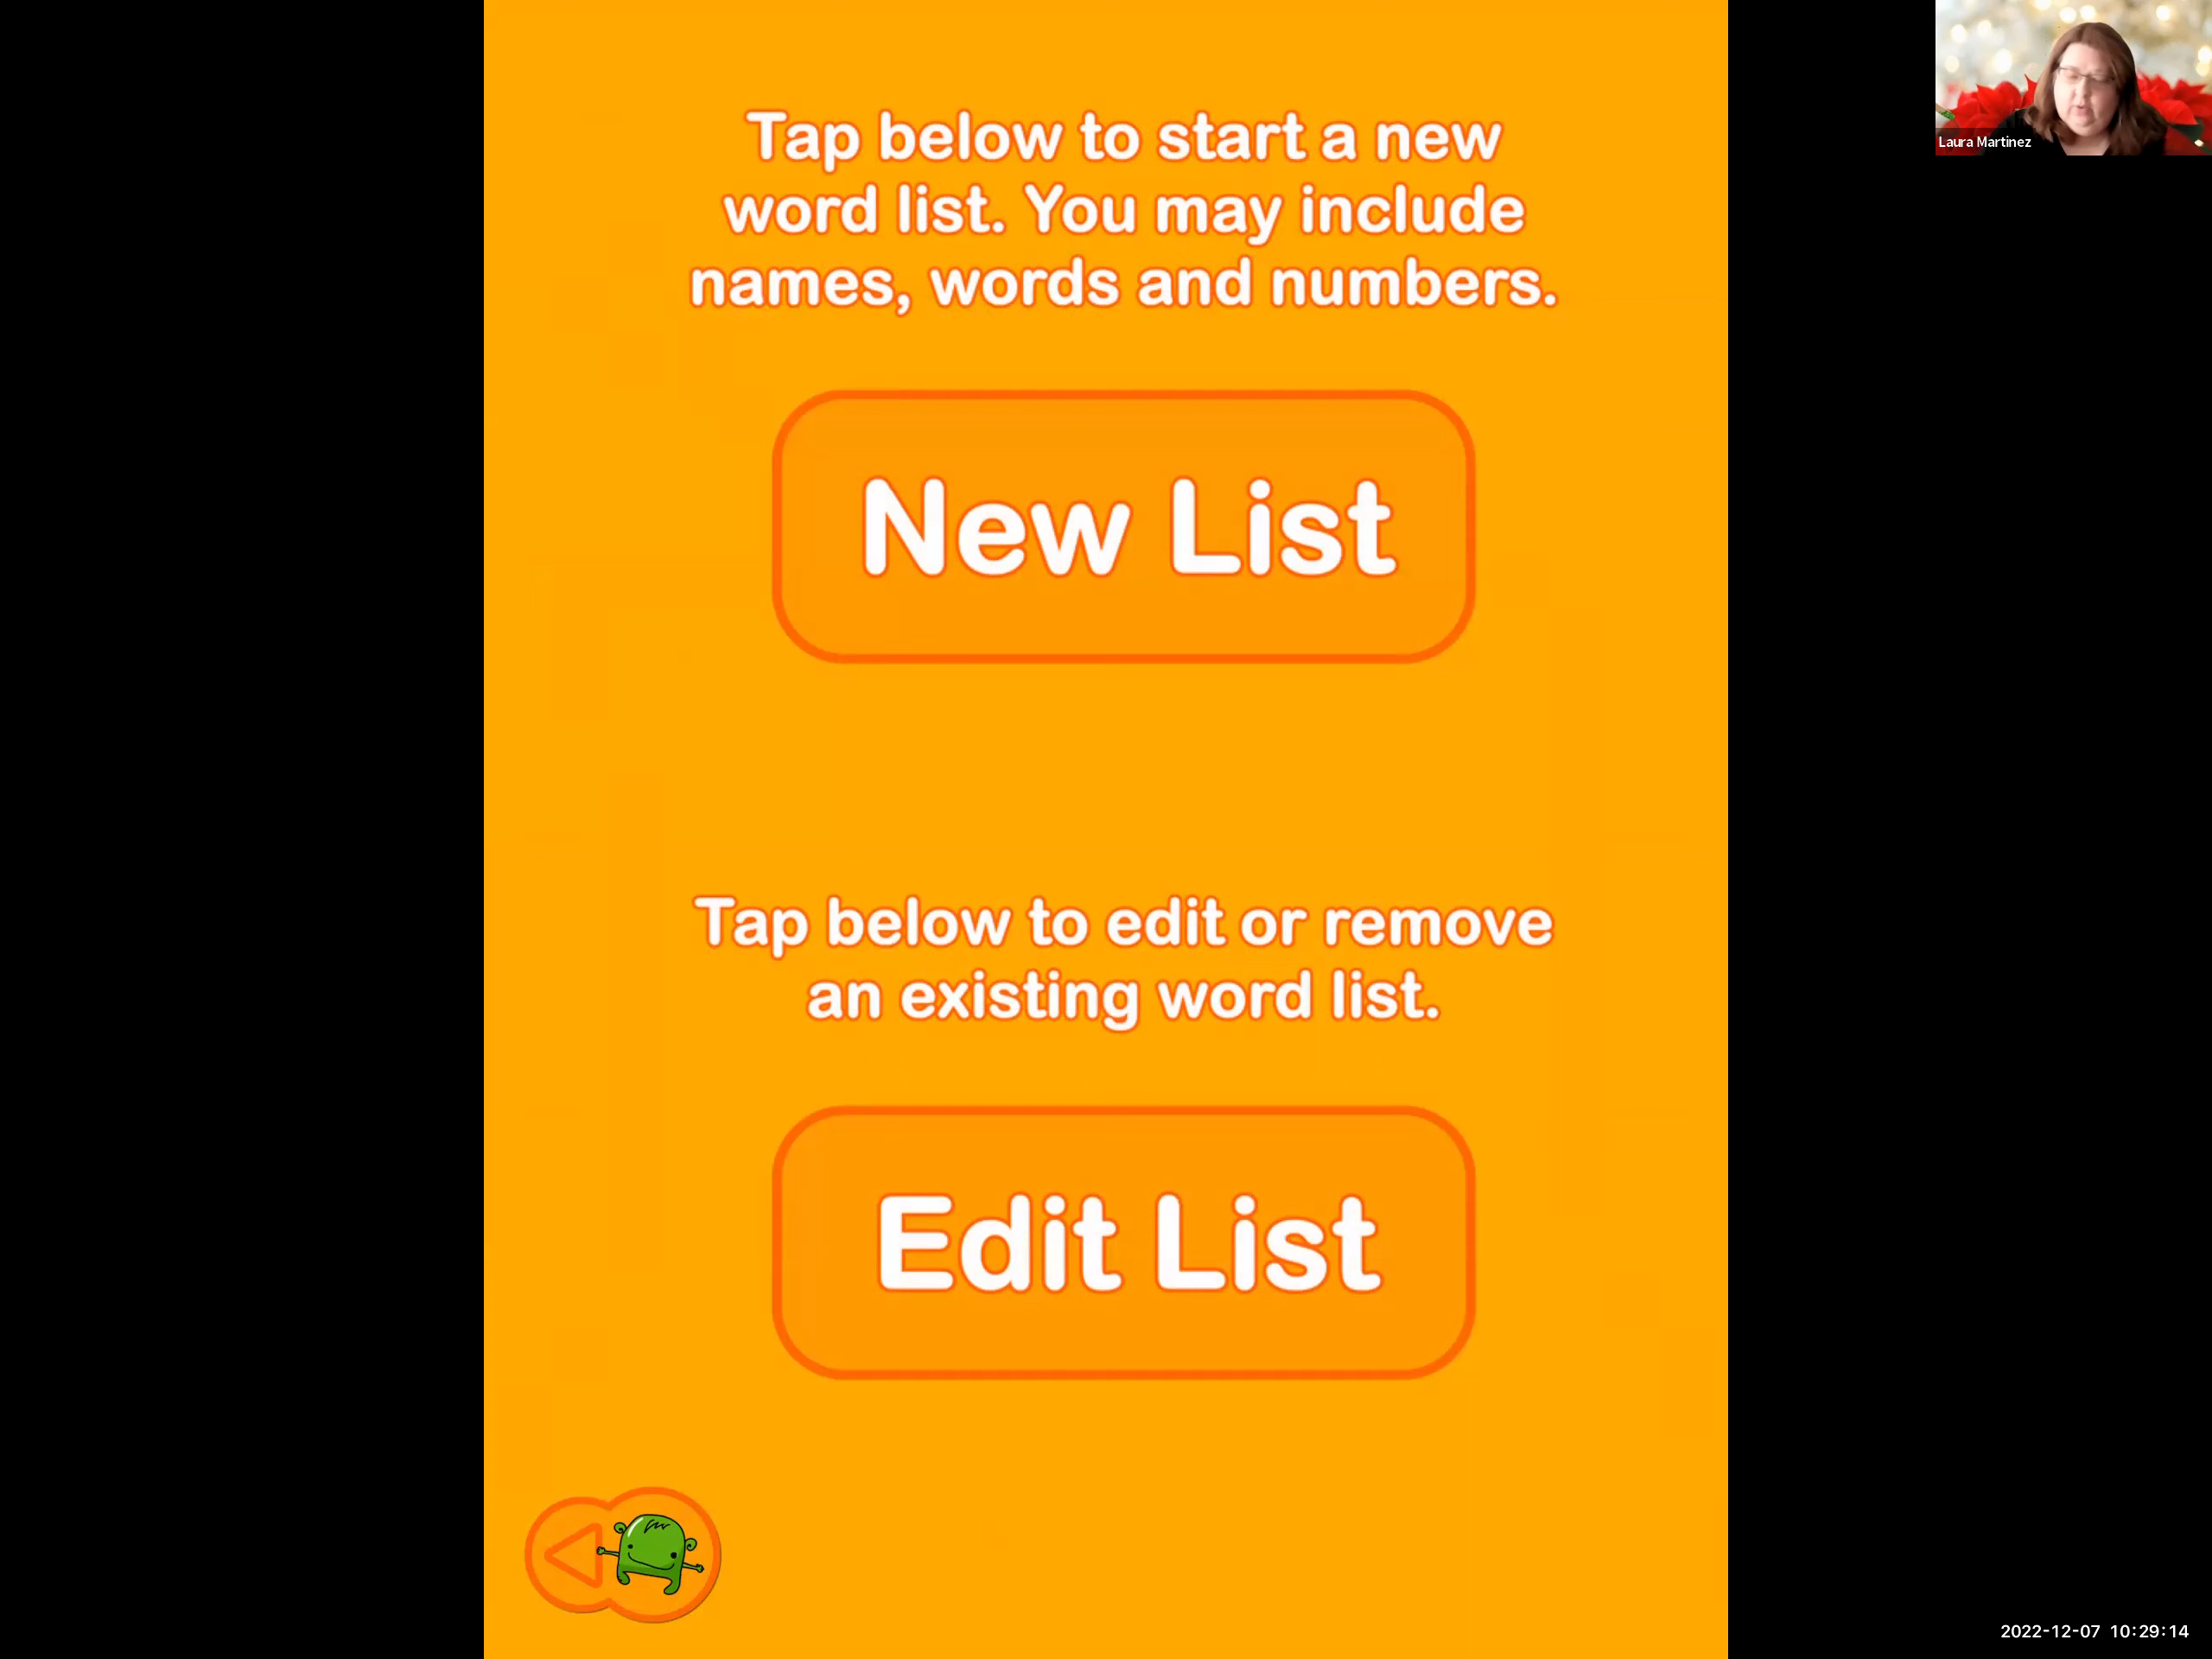 Tap below to start a new
word list. You may include
names, words and numbers.
New List
Tap below to edit or remove
an existing word list.
Edit List
Laura Martinez
2022-12-07 10:29:14